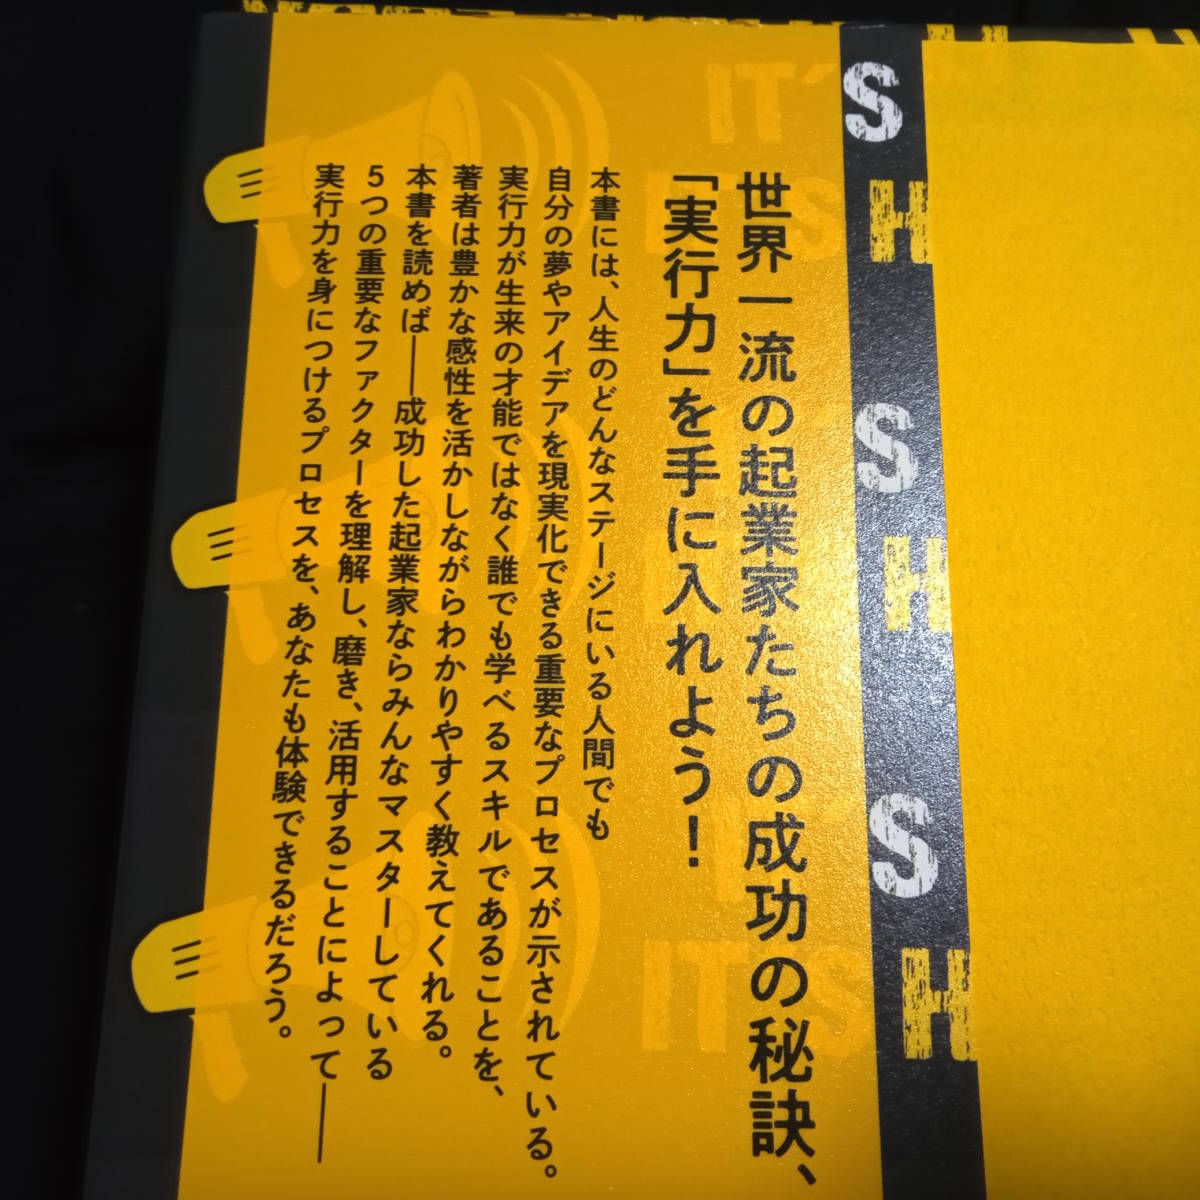 世界一流の起業家たちの成功の秘訣、
「実行力」を手に入れよう！
本書には、人生のどんなステージにいる人間でも
自分の夢やアイデアを現実化できる重要なプロセスが示されている。
実行力が生来の才能ではなく誰でも学べるスキルであることを、
著者は豊かな感性を活かしながらわかりやすく教えてくれる。
本書を読めば――成功した起業家ならみんなマスターしている
5つの重要なファクターを理解し、磨き、活用することによって――
実行力を身につけるプロセスを、あなたも体験できるだろう。
IT'S
H
S
H
S
IT'S H